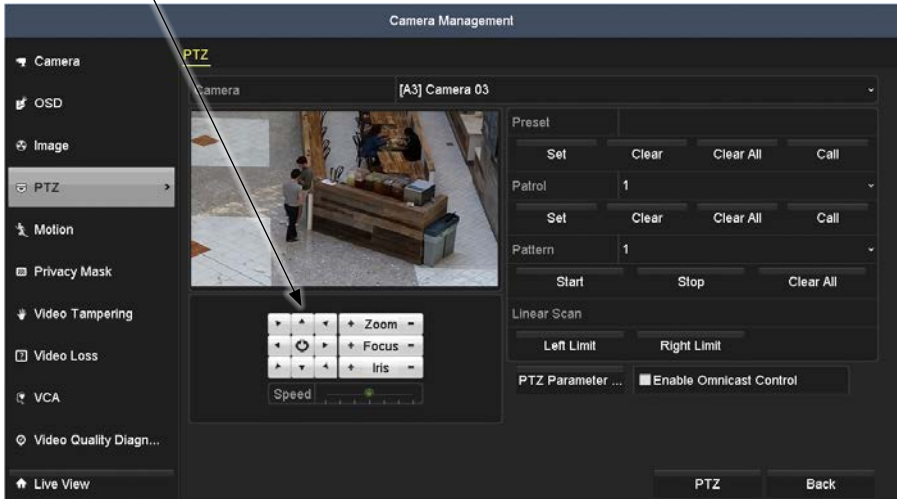 Camera Management
Camera
OSD
Image
PTZ
Motion
Privacy Mask
Video Tampering
Video Loss
VCA
Video Quality Diagn...
Live View
PTZ
Camera [A3] Camera 03
Preset
Set Clear Clear All Call
Patrol 1
Set Clear Clear All Call
Pattern 1
Start Stop Clear All
Linear Scan
Left Limit Right Limit
PTZ Parameter ... Enable Omnicast Control
+ Zoom -
+ Focus -
+ Iris -
Speed
PTZ Back